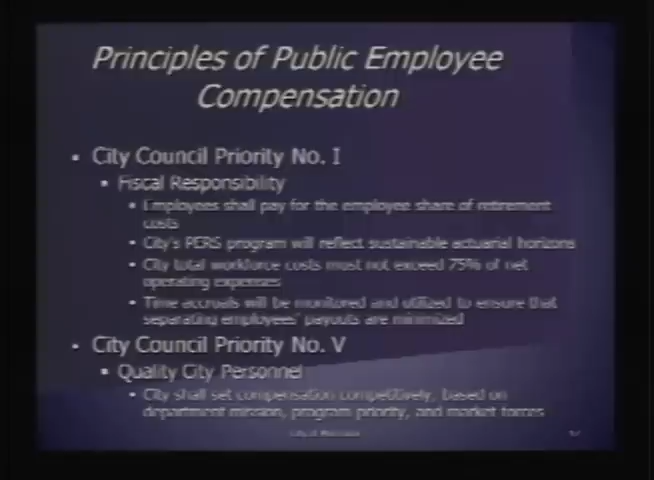 Principles of Public Employee
Compensation
• City Council Priority No. I
• Fiscal Responsibility
• Employees shall pay for the employee share of retirement
costs
• City's PERS program will reflect sustainable actuarial horizons
• City total workforce costs must not exceed 75% of net
operating expenses
• Time accruals will be monitored and utilized to ensure that
separating employees' payouts are minimized
• City Council Priority No. V
• Quality City Personnel
• City shall set compensation competitively, based on
department mission, program priority, and market forces
City of